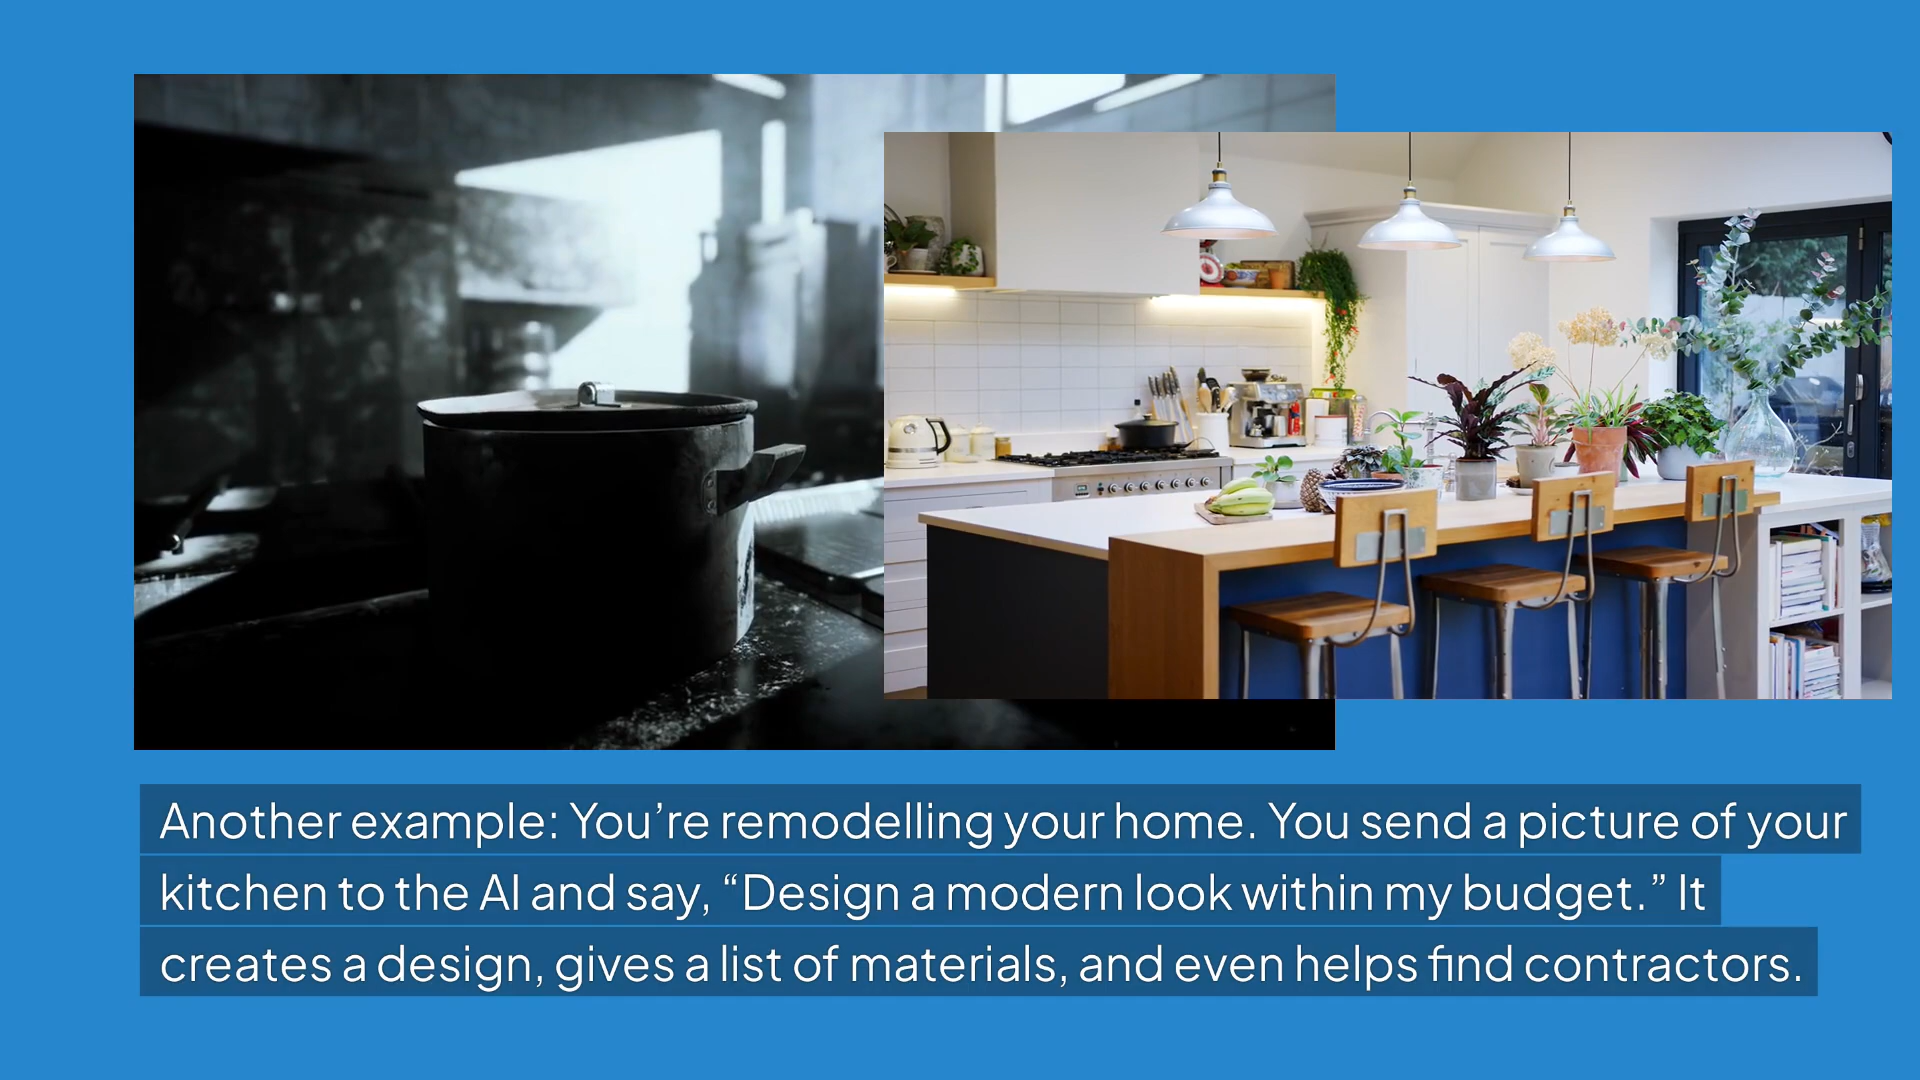 Another example: You’re remodelling your home. You send a picture of your
kitchen to the AI and say, “Design a modern look within my budget.” It
creates a design, gives a list of materials, and even helps find contractors.